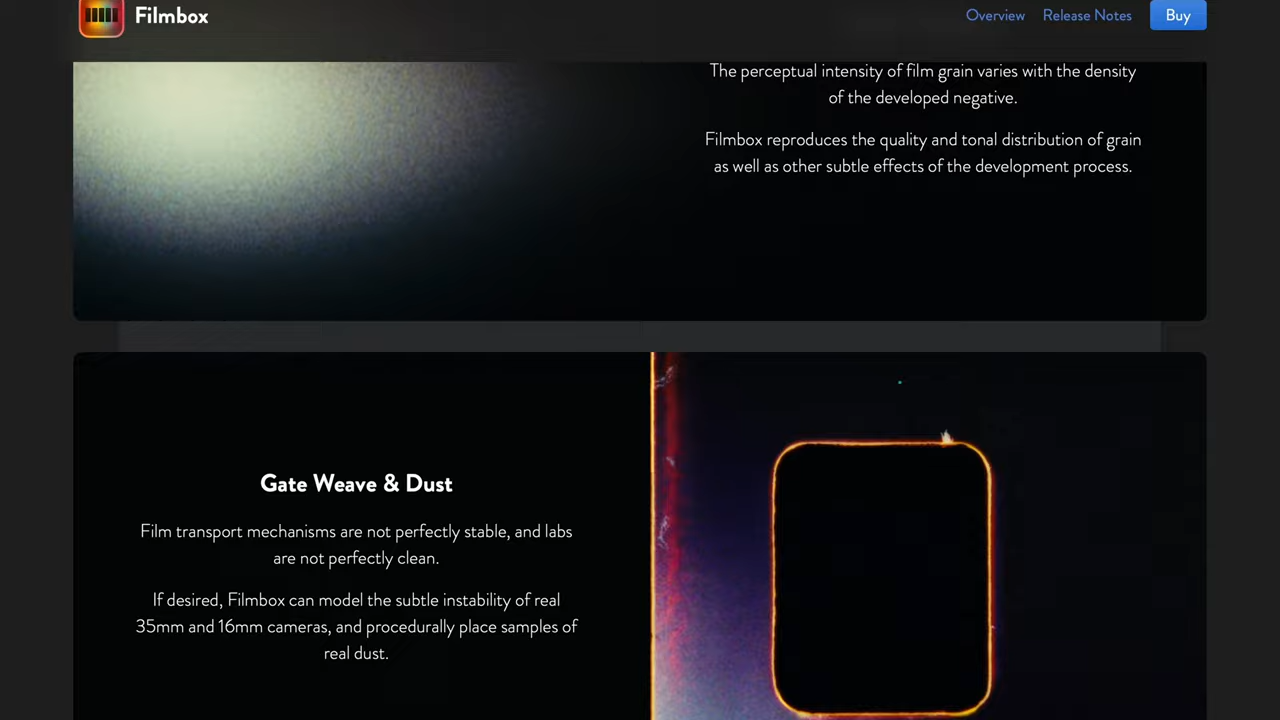 Filmbox
Overview
Release Notes
Buy
The perceptual intensity of film grain varies with the density
of the developed negative.
Filmbox reproduces the quality and tonal distribution of grain
as well as other subtle effects of the development process.
Gate Weave & Dust
Film transport mechanisms are not perfectly stable, and labs
are not perfectly clean.
If desired, Filmbox can model the subtle instability of real
35mm and 16mm cameras, and procedurally place samples of
real dust.